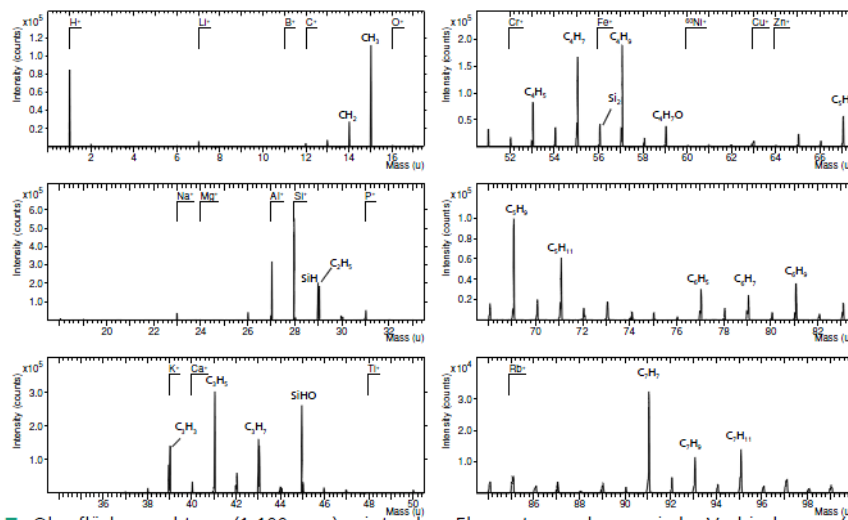 x10⁵ H⁺ Li⁺ B⁺ C⁺ O⁺
Intensity (counts)
1.2
1.0
0.8
0.6
0.4
0.2
CH₂
CH₃
2 4 6 8 10 12 14 16
Mass (u)
x10⁵ Cr⁺ Fe⁺ ⁶⁰Ni⁺ Cu⁺ Zn⁺
Intensity (counts)
2.0
1.5
1.0
0.5
C₄H₅
C₄H₇
Si₂
C₄H₉
C₄H₇O
C₅H
52 54 56 58 60 62 64 66
Mass (u)
x10⁵ Na⁺ Mg⁺ Al⁺ Si⁺ P⁺
Intensity (counts)
6.0
5.0
4.0
3.0
2.0
1.0
SiH
C₂H₅
20 22 24 26 28 30 32
Mass (u)
x10⁵
Intensity (counts)
1.0
0.8
0.6
0.4
0.2
C₅H₉
C₅H₁₁
C₆H₅
C₆H₇
C₆H₉
70 72 74 76 78 80 82
Mass (u)
x10⁵ K⁺ Ca⁺ Ti⁺
Intensity (counts)
3.0
2.0
1.0
C₃H₃
C₃H₅
C₃H₇
SiHO
36 38 40 42 44 46 48 50
Mass (u)
x10⁴ Rb⁺
Intensity (counts)
3.0
2.0
1.0
C₇H₇
C₇H₉
C₇H₁₁
86 88 90 92 94 96 98
Mass (u)